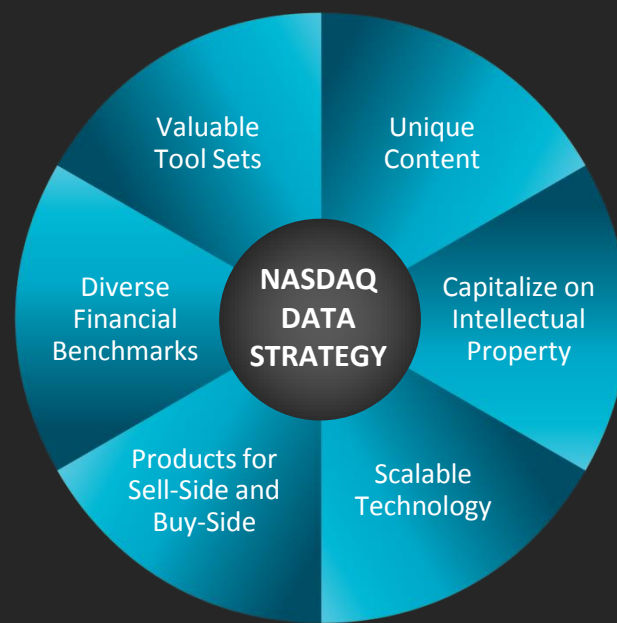 Valuable
Tool Sets
Unique
Content
Diverse
Financial
Benchmarks
NASDAQ
DATA
STRATEGY
Capitalize on
Intellectual
Property
Products for
Sell-Side and
Buy-Side
Scalable
Technology